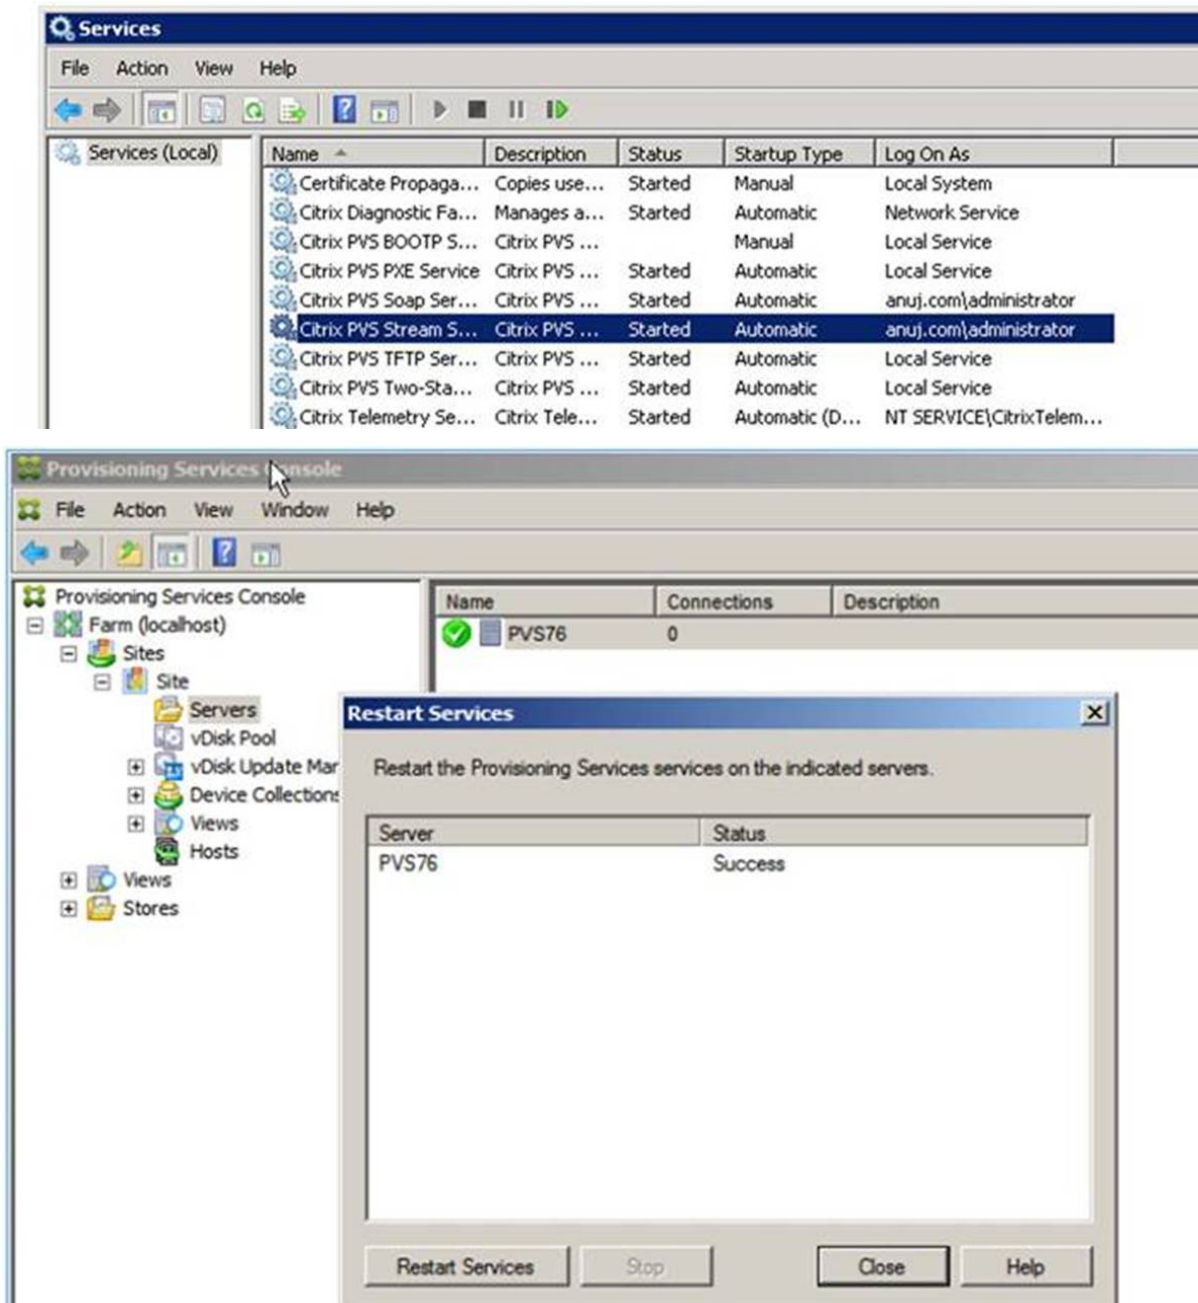 Services
File Action View Help
Services (Local)
Name Description Status Startup Type Log On As
Certificate Propaga... Copies use... Started Manual Local System
Citrix Diagnostic Fa... Manages a... Started Automatic Network Service
Citrix PVS BOOTP S... Citrix PVS ... Manual Local Service
Citrix PVS PXE Service Citrix PVS ... Started Automatic Local Service
Citrix PVS Soap Ser... Citrix PVS ... Started Automatic anuj.com\administrator
Citrix PVS Stream S... Citrix PVS ... Started Automatic anuj.com\administrator
Citrix PVS TFTP Ser... Citrix PVS ... Started Automatic Local Service
Citrix PVS Two-Sta... Citrix PVS ... Started Automatic Local Service
Citrix Telemetry Se... Citrix Tele... Started Automatic (D... NT SERVICE\CitrixTelem...
Provisioning Services Console
File Action View Window Help
Provisioning Services Console
Farm (localhost)
Sites
Site
Servers
vDisk Pool
vDisk Update Mar
Device Collections
Views
Hosts
Views
Stores
Name Connections Description
PVS76 0
Restart Services
Restart the Provisioning Services services on the indicated servers.
Server Status
PVS76 Success
Restart Services Stop Close Help